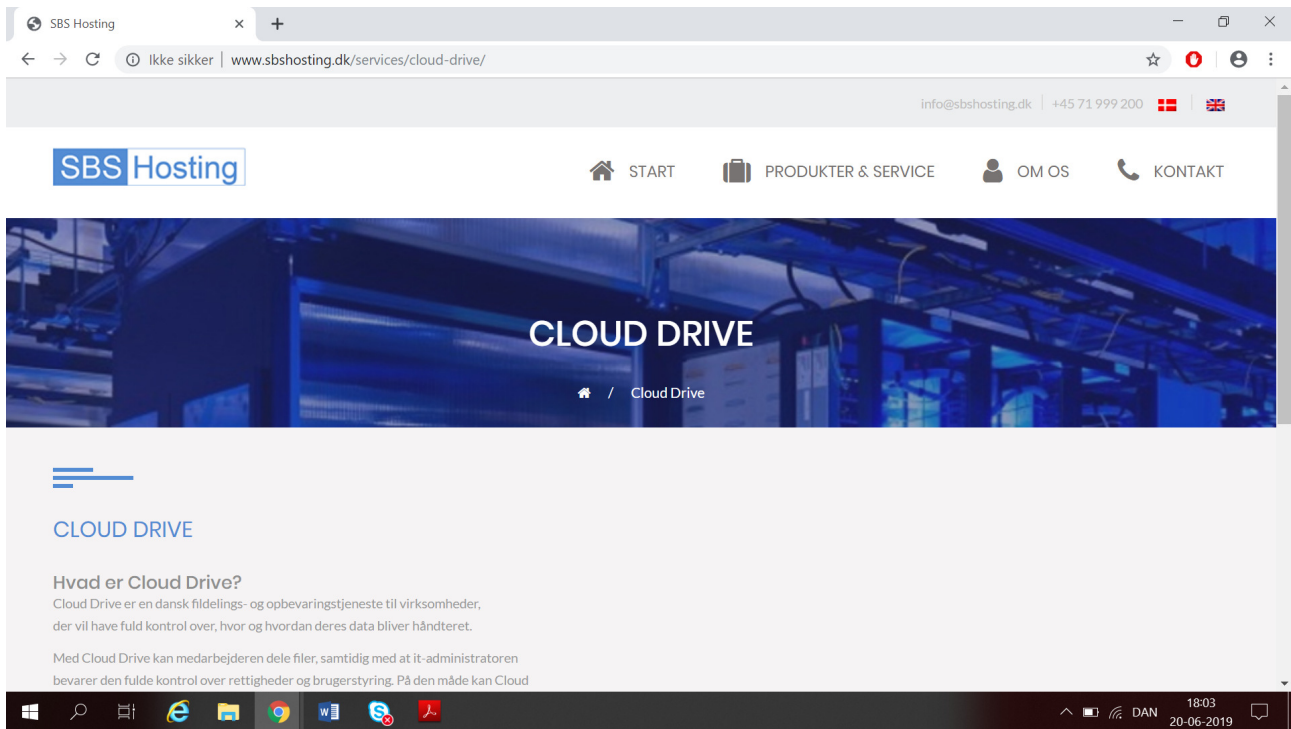 SBS Hosting
Ikke sikker | www.sbshosting.dk/services/cloud-drive/
info@sbshosting.dk +45 71 999 200
SBS Hosting
START PRODUKTER & SERVICE OM OS KONTAKT
CLOUD DRIVE
/ Cloud Drive
CLOUD DRIVE
Hvad er Cloud Drive?
Cloud Drive er en dansk fildelings- og opbevaringstjeneste til virksomheder,
der vil have fuld kontrol over, hvor og hvordan deres data bliver håndteret.
Med Cloud Drive kan medarbejderen dele filer, samtidig med at it-administratoren
bevarer den fulde kontrol over rettigheder og brugerstyring. På den måde kan Cloud
DAN 18:03
20-06-2019